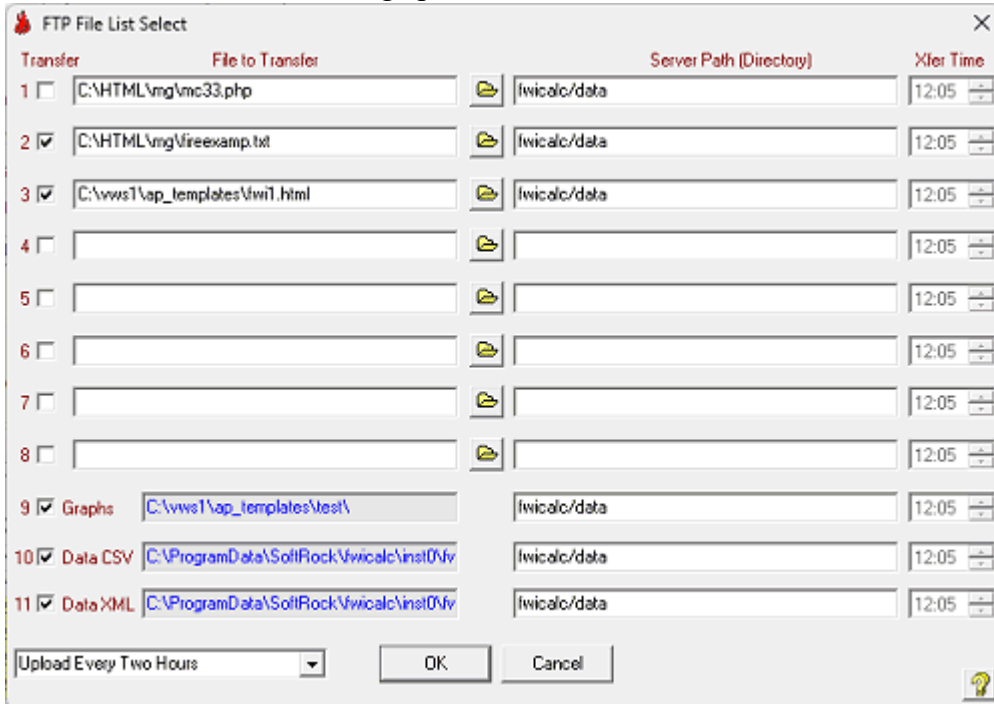 FTP File List Select
Transfer File to Transfer Server Path (Directory) Xfer Time
1 C:\HTML\mg\mc33.php fwicalc/data 12:05
2 C:\HTML\mg\fireexamp.txt fwicalc/data 12:05
3 C:\vws1\ap_templates\fwi1.html fwicalc/data 12:05
4 12:05
5 12:05
6 12:05
7 12:05
8 12:05
9 Graphs C:\vws1\ap_templates\test\ fwicalc/data 12:05
10 Data CSV C:\ProgramData\SoftRock\fwicalc\inst0\fv fwicalc/data 12:05
11 Data XML C:\ProgramData\SoftRock\fwicalc\inst0\fv fwicalc/data 12:05
Upload Every Two Hours OK Cancel
?